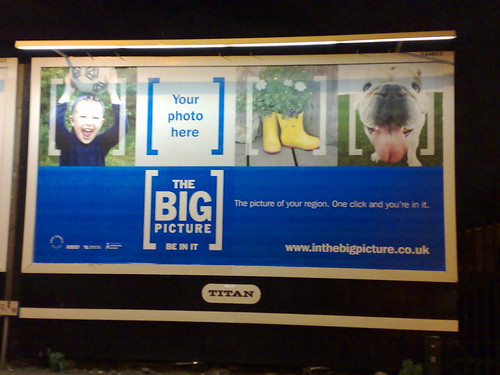 Your
photo
here
THE
BIG
PICTURE
BE IN IT
The picture of your region. One click and you're in it.
www.inthebigpicture.co.uk
TITAN